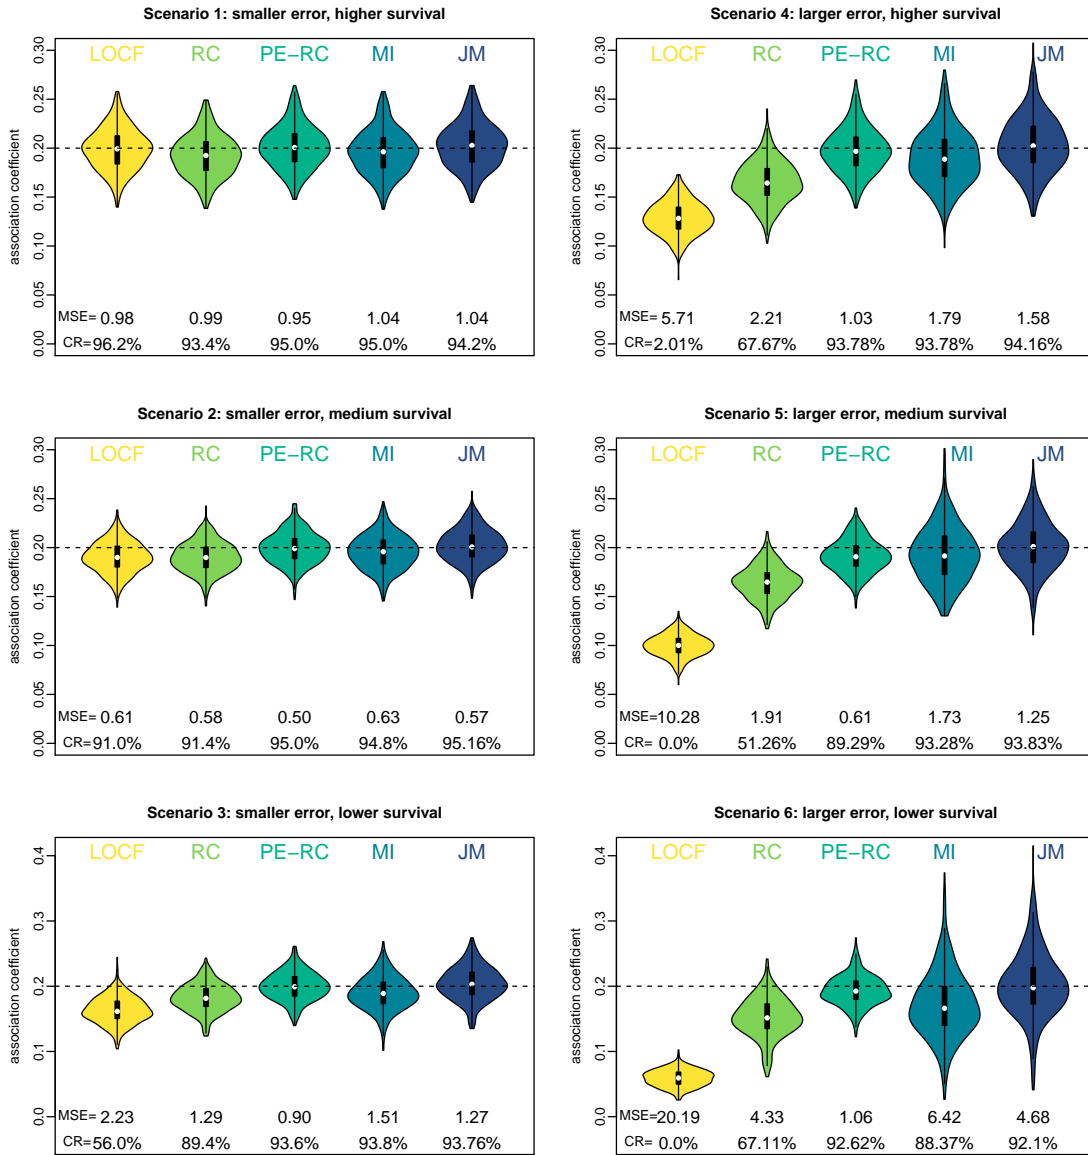 Scenario 1: smaller error, higher survival
LOCF RC PE−RC MI JM
association coefficient
0.30
0.25
0.20
0.15
0.10
0.05
0.00
MSE= 0.98 0.99 0.95 1.04 1.04
CR= 96.2% 93.4% 95.0% 95.0% 94.2%
Scenario 4: larger error, higher survival
LOCF RC PE−RC MI JM
association coefficient
0.30
0.25
0.20
0.15
0.10
0.05
0.00
MSE= 5.71 2.21 1.03 1.79 1.58
CR= 2.01% 67.67% 93.78% 93.78% 94.16%
Scenario 2: smaller error, medium survival
LOCF RC PE−RC MI JM
association coefficient
0.30
0.25
0.20
0.15
0.10
0.05
0.00
MSE= 0.61 0.58 0.50 0.63 0.57
CR= 91.0% 91.4% 95.0% 94.8% 95.16%
Scenario 5: larger error, medium survival
LOCF RC PE−RC MI JM
association coefficient
0.30
0.25
0.20
0.15
0.10
0.05
0.00
MSE= 10.28 1.91 0.61 1.73 1.25
CR= 0.0% 51.26% 89.29% 93.28% 93.83%
Scenario 3: smaller error, lower survival
LOCF RC PE−RC MI JM
association coefficient
0.4
0.3
0.2
0.1
0.0
MSE= 2.23 1.29 0.90 1.51 1.27
CR= 56.0% 89.4% 93.6% 93.8% 93.76%
Scenario 6: larger error, lower survival
LOCF RC PE−RC MI JM
association coefficient
0.4
0.3
0.2
0.1
0.0
MSE= 20.19 4.33 1.06 6.42 4.68
CR= 0.0% 67.11% 92.62% 88.37% 92.1%